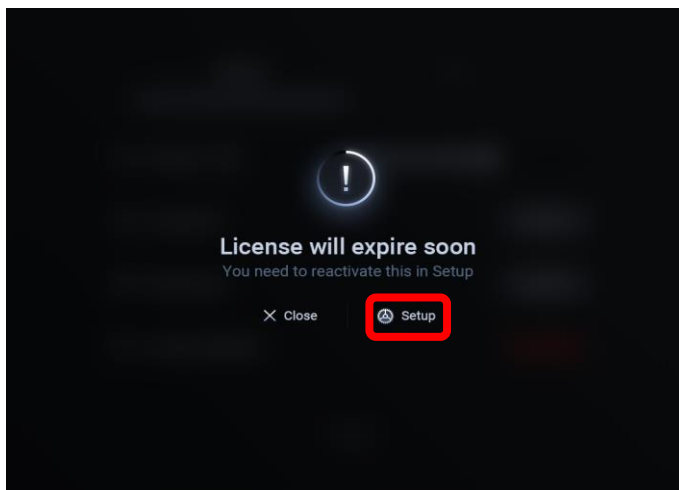 !
License will expire soon
You need to reactivate this in Setup
Close
Setup